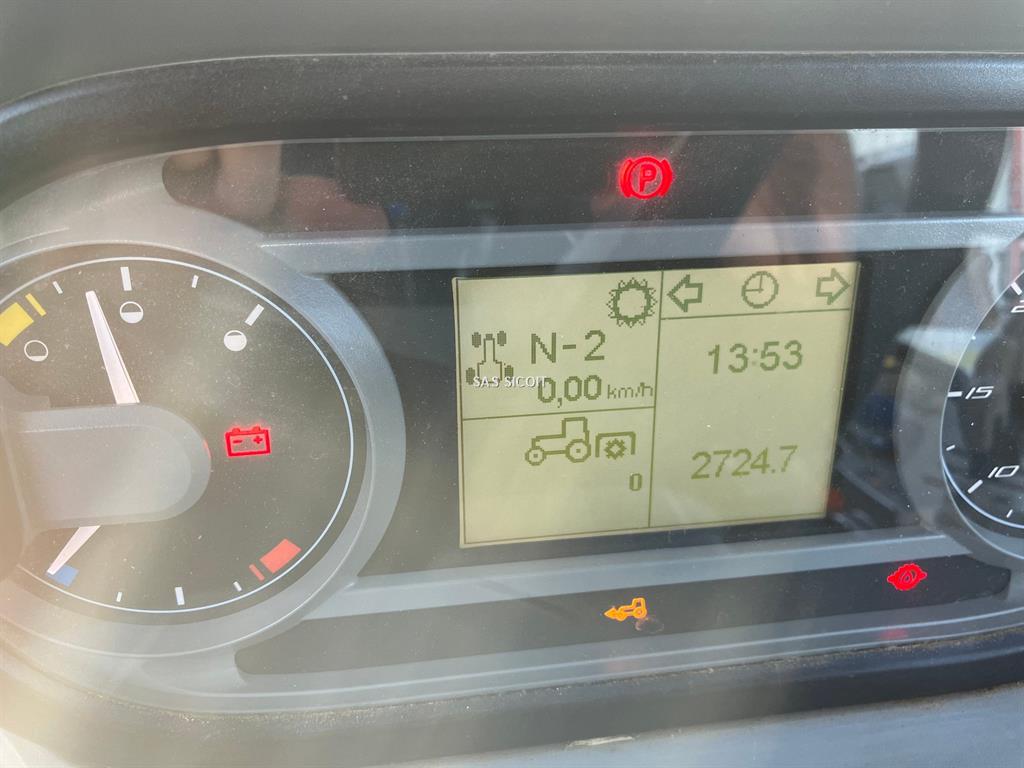 P
N-2
0,00 km/h
SAS SICOIT
0
13:53
2724.7
15
10